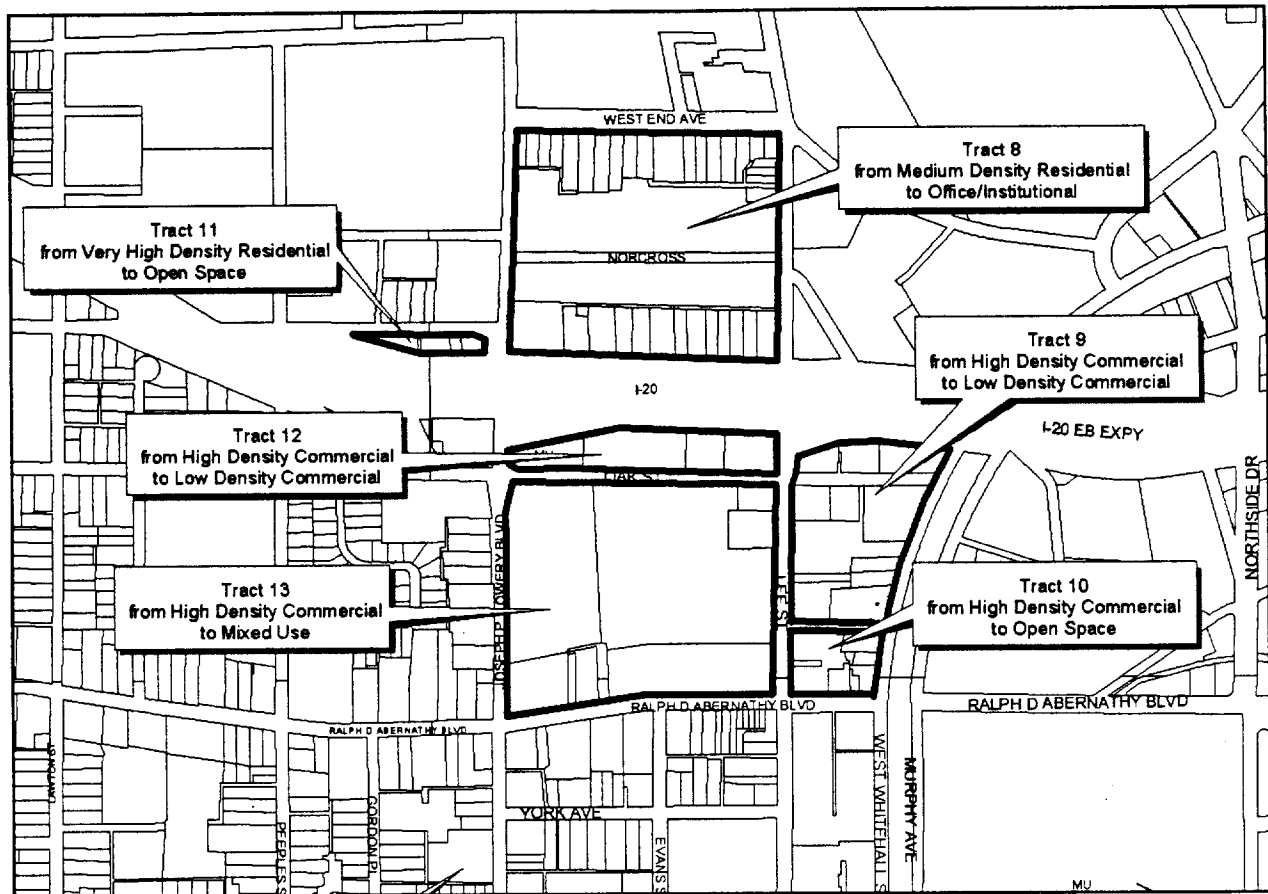 WEST END AVE
Tract 8
from Medium Density Residential
to Office/Institutional
Tract 11
from Very High Density Residential
to Open Space
NORCROSS
Tract 9
from High Density Commercial
to Low Density Commercial
I-20
I-20 EB EXPY
Tract 12
from High Density Commercial
to Low Density Commercial
NORTHSIDE DR
JOSEPH P LOWERY BLVD
LEE ST
Tract 13
from High Density Commercial
to Mixed Use
Tract 10
from High Density Commercial
to Open Space
RALPH D ABERNATHY BLVD
RALPH D ABERNATHY BLVD
RALPH D ABERNATHY BLVD
LAWTON ST
PEEPLES S
GORDON PL
YORK AVE
EVANS S
WEST WHITEHALL S
MURPHY AVE
MU